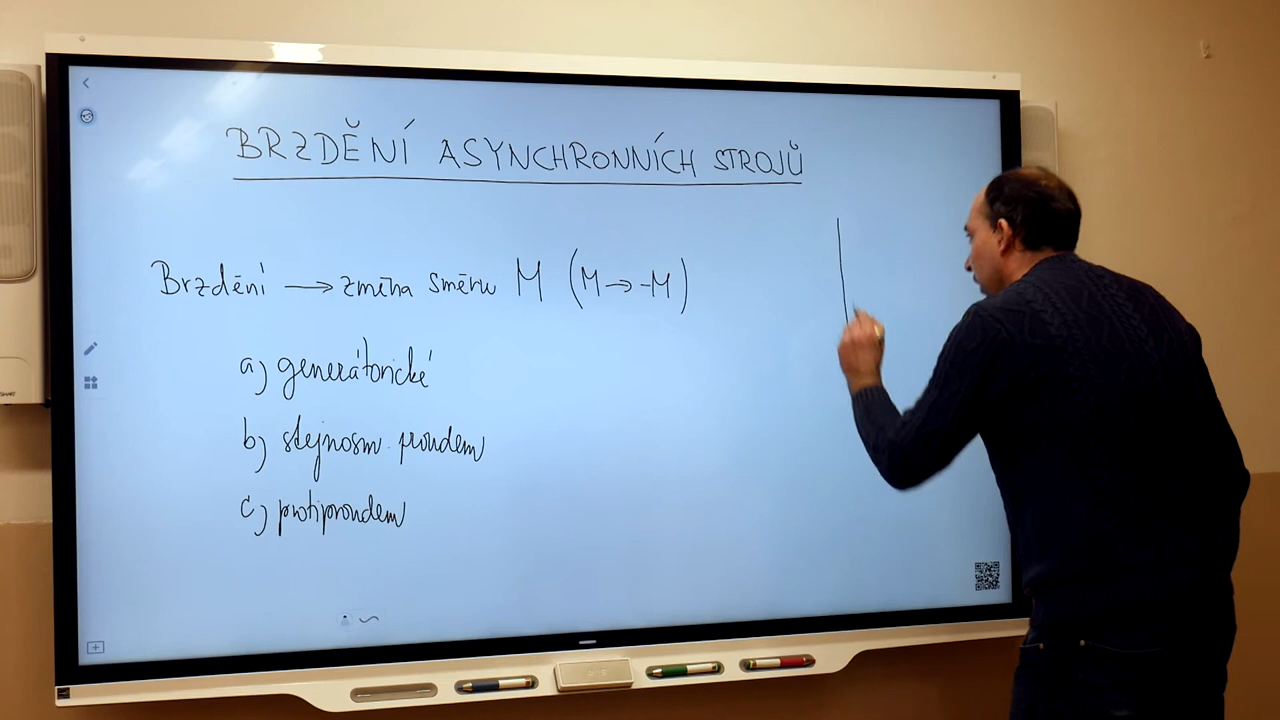 BRZDĚNÍ ASYNCHRONNÍCH STROJŮ
Brzdění → změna směru M (M → -M)
a) generátorické
b) stejnosm. proudem
c) protiproudem